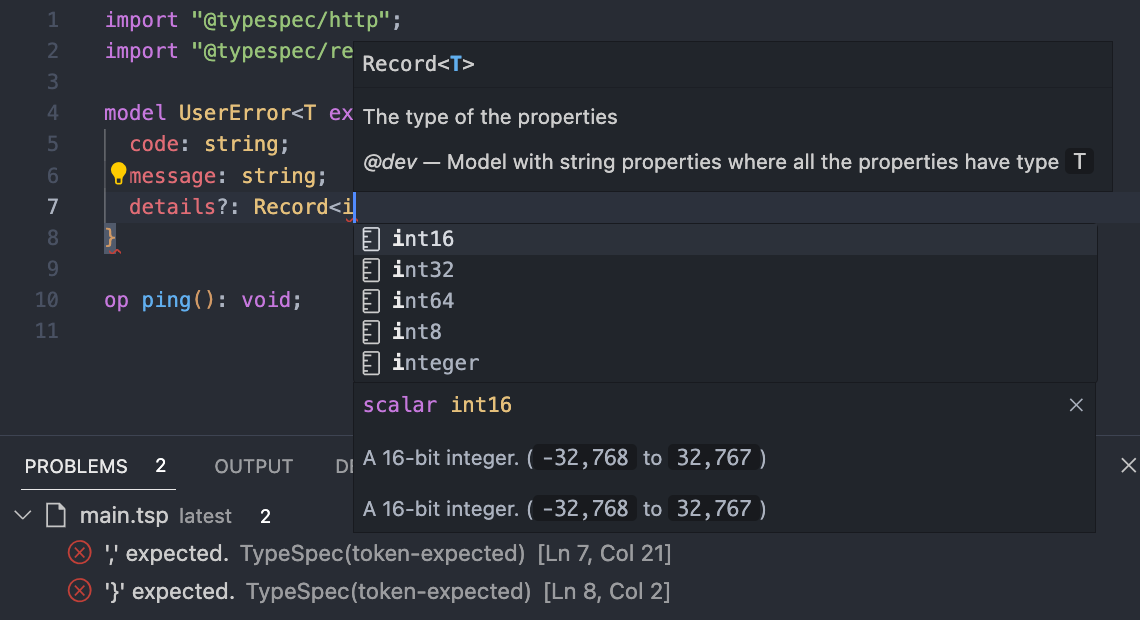 1 import "@typespec/http";
2 import "@typespec/re
Record<T>
3
The type of the properties
4 model UserError<T ex
5 code: string;
@dev — Model with string properties where all the properties have type T
6 message: string;
7 details?: Record<i
8 }
int16
9
int32
10 op ping(): void;
int64
11
int8
integer
scalar int16
A 16-bit integer. ( -32,768 to 32,767 )
A 16-bit integer. ( -32,768 to 32,767 )
PROBLEMS 2 OUTPUT DE
main.tsp latest 2
',' expected. TypeSpec(token-expected) [Ln 7, Col 21]
'}' expected. TypeSpec(token-expected) [Ln 8, Col 2]